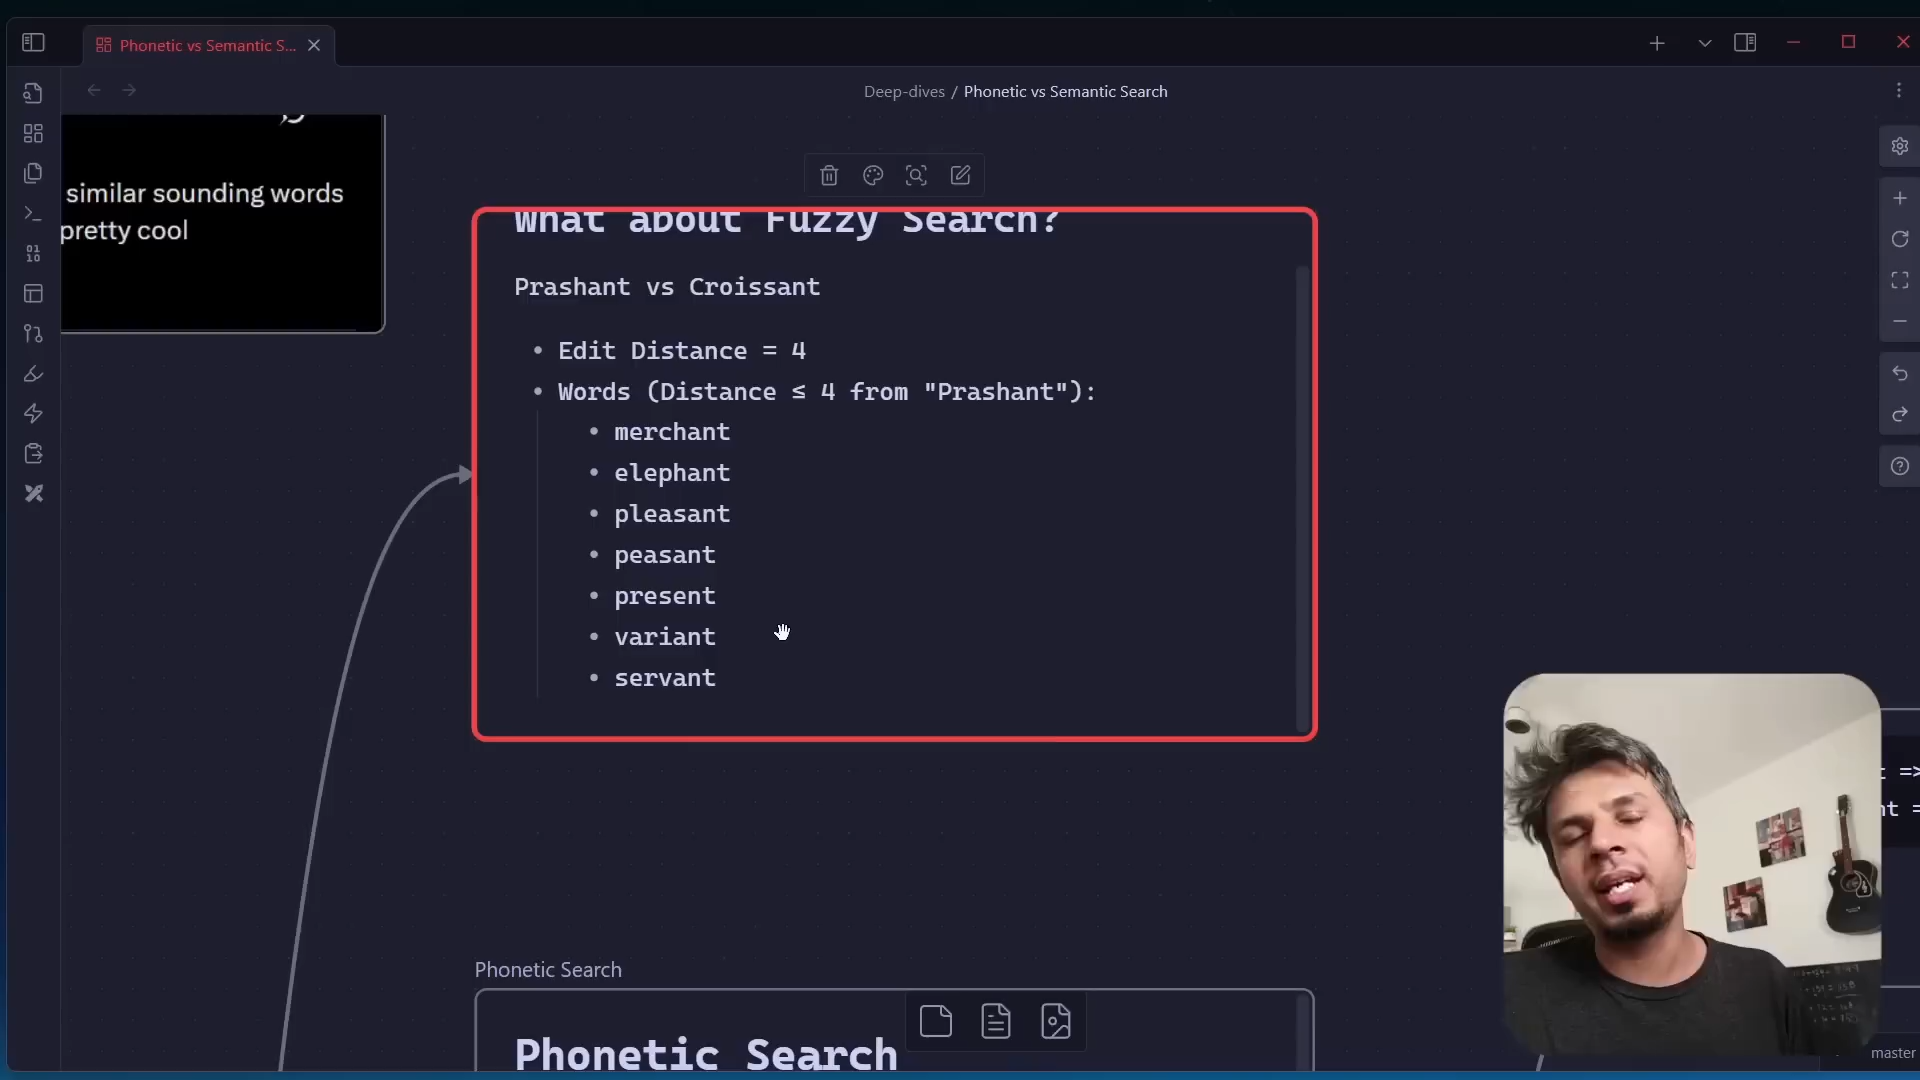 Phonetic vs Semantic S...
Deep-dives / Phonetic vs Semantic Search
similar sounding words
pretty cool
What about Fuzzy Search?
Prashant vs Croissant
• Edit Distance = 4
• Words (Distance ≤ 4 from "Prashant"):
• merchant
• elephant
• pleasant
• peasant
• present
• variant
• servant
Phonetic Search
Phonetic Search
master